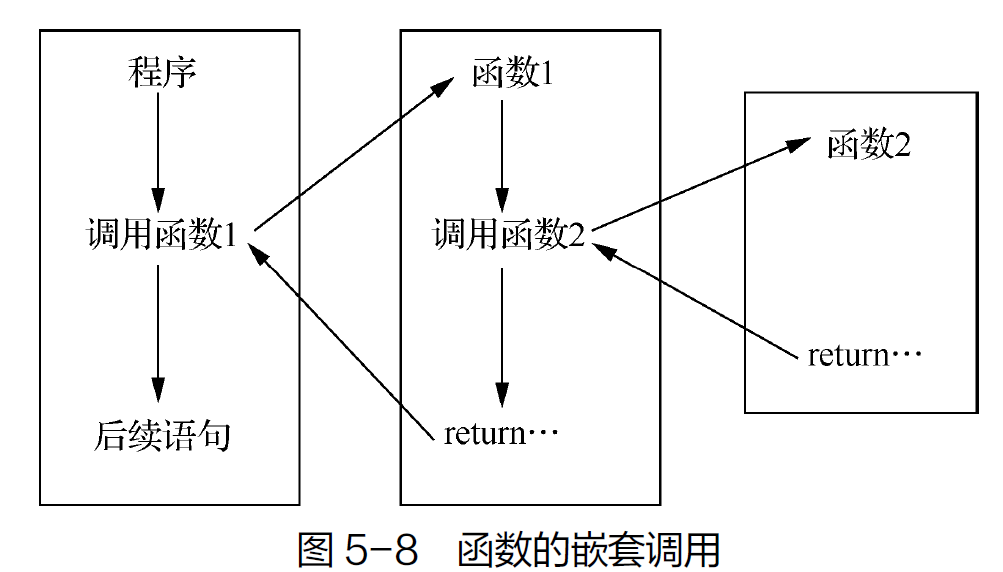 程序
调用函数1
后续语句
函数1
调用函数2
return…
函数2
return…
图 5-8 函数的嵌套调用